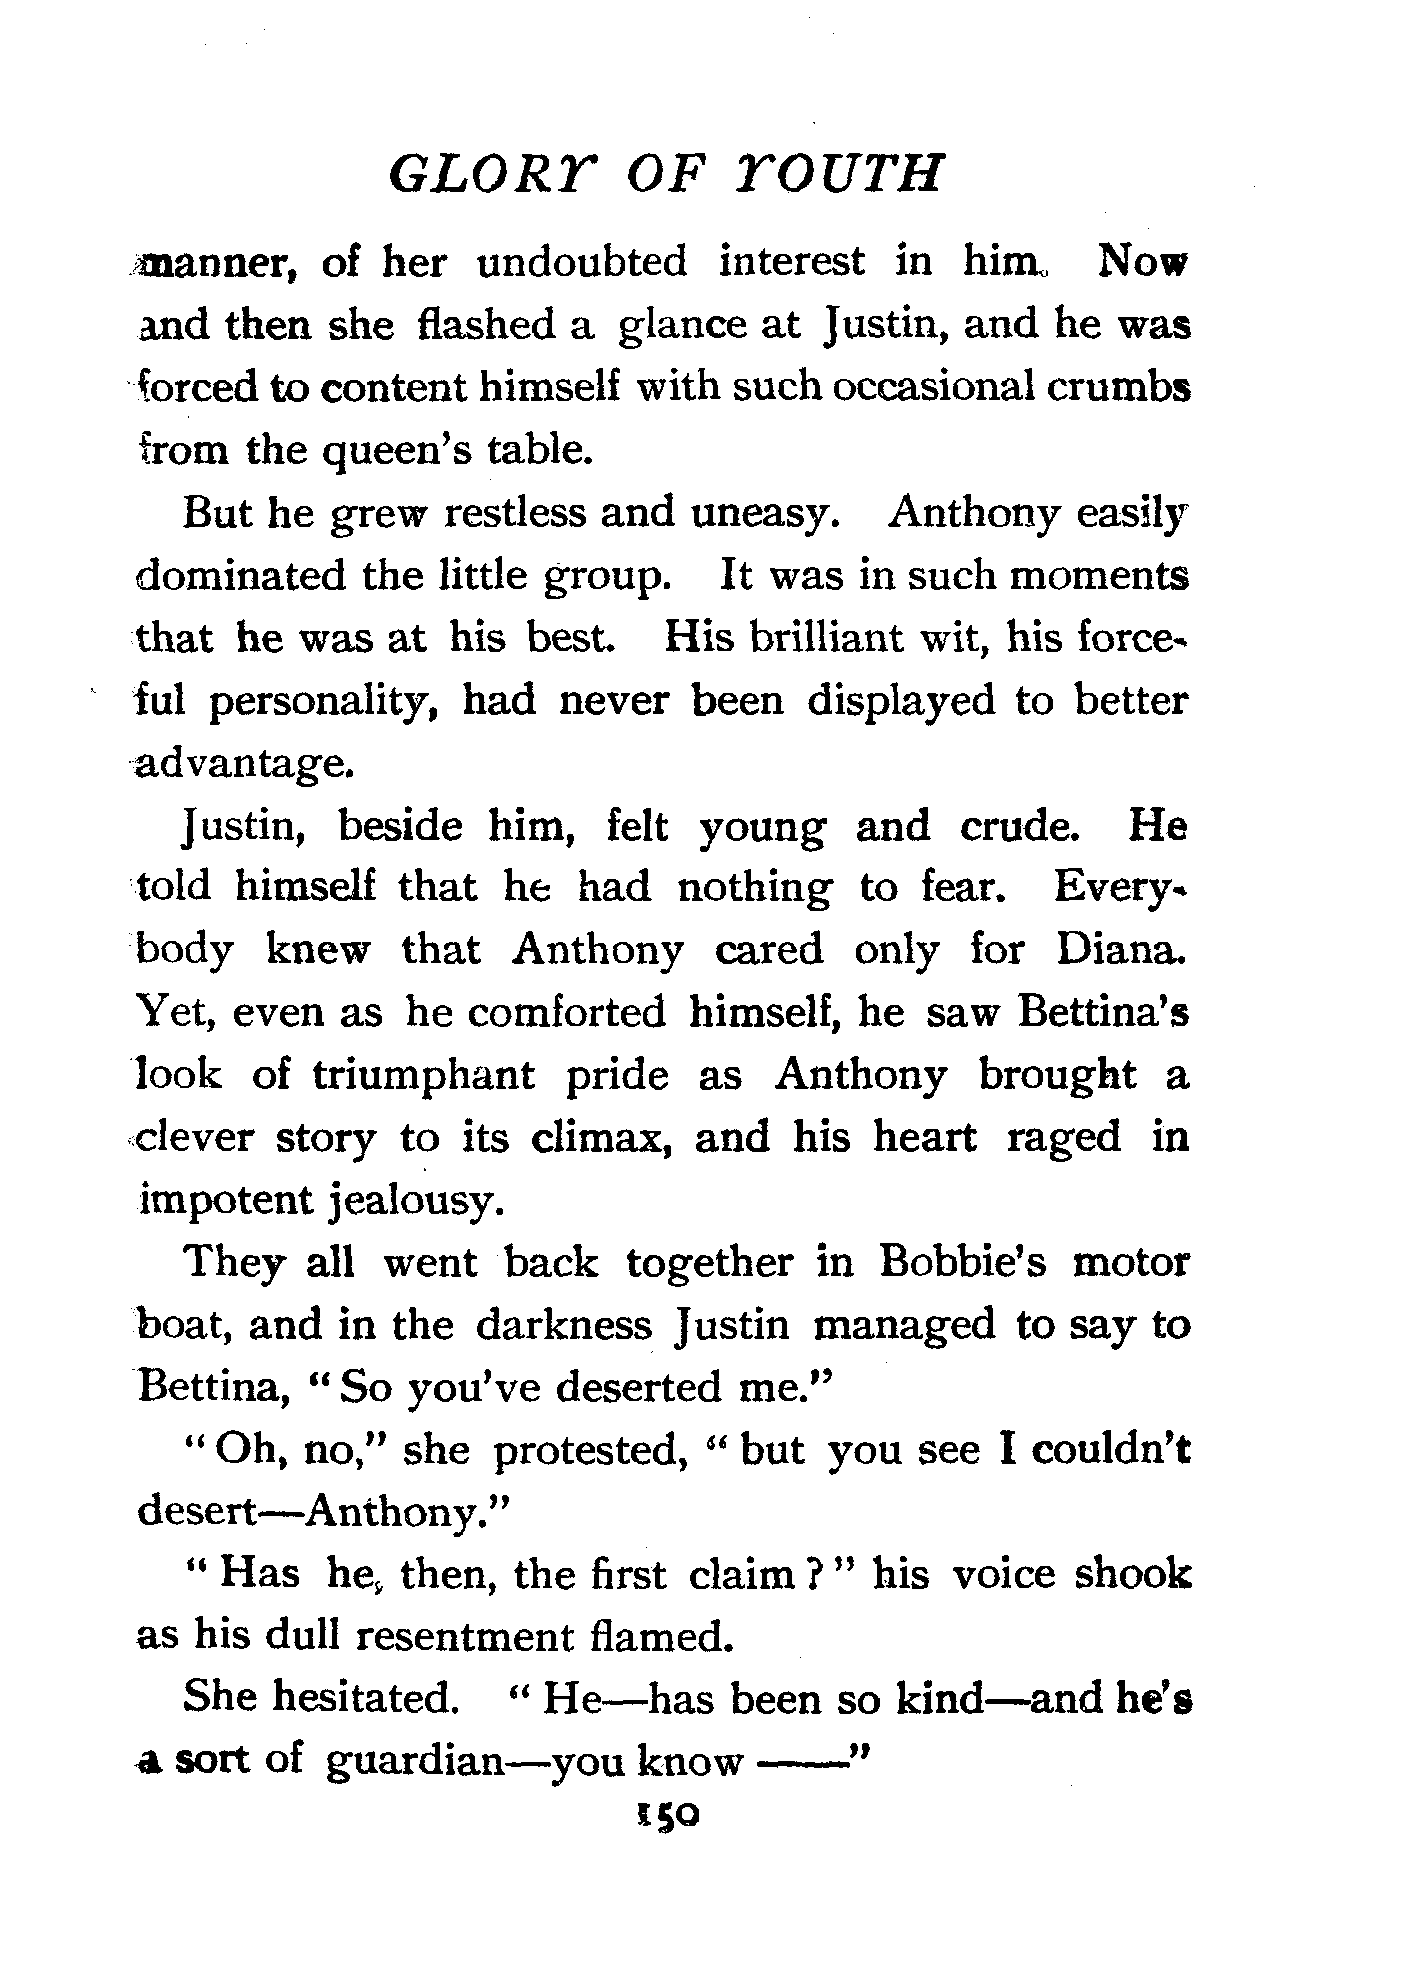 GLORY OF YOUTH
manner, of her undoubted interest in him. Now
and then she flashed a glance at Justin, and he was
forced to content himself with such occasional crumbs
from the queen's table.
But he grew restless and uneasy. Anthony easily
dominated the little group. It was in such moments
that he was at his best. His brilliant wit, his force-
ful personality, had never been displayed to better
advantage.
Justin, beside him, felt young and crude. He
told himself that he had nothing to fear. Every-
body knew that Anthony cared only for Diana.
Yet, even as he comforted himself, he saw Bettina's
look of triumphant pride as Anthony brought a
clever story to its climax, and his heart raged in
impotent jealousy.
They all went back together in Bobbie's motor
boat, and in the darkness Justin managed to say to
Bettina, "So you've deserted me."
"Oh, no," she protested, "but you see I couldn't
desert—Anthony."
"Has he, then, the first claim?" his voice shook
as his dull resentment flamed.
She hesitated. "He—has been so kind—and he's
a sort of guardian—you know ——"
150